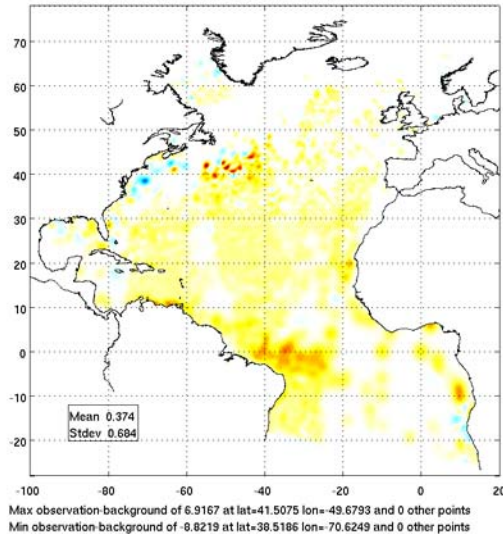 70
60
50
40
30
20
10
0
-10
-20
Mean 0.374
Stdev 0.684
-100 -80 -60 -40 -20 0 20
Max observation-background of 6.9167 at lat=41.5075 lon=-49.6793 and 0 other points
Min observation-background of -8.8219 at lat=38.5186 lon=-70.6249 and 0 other points